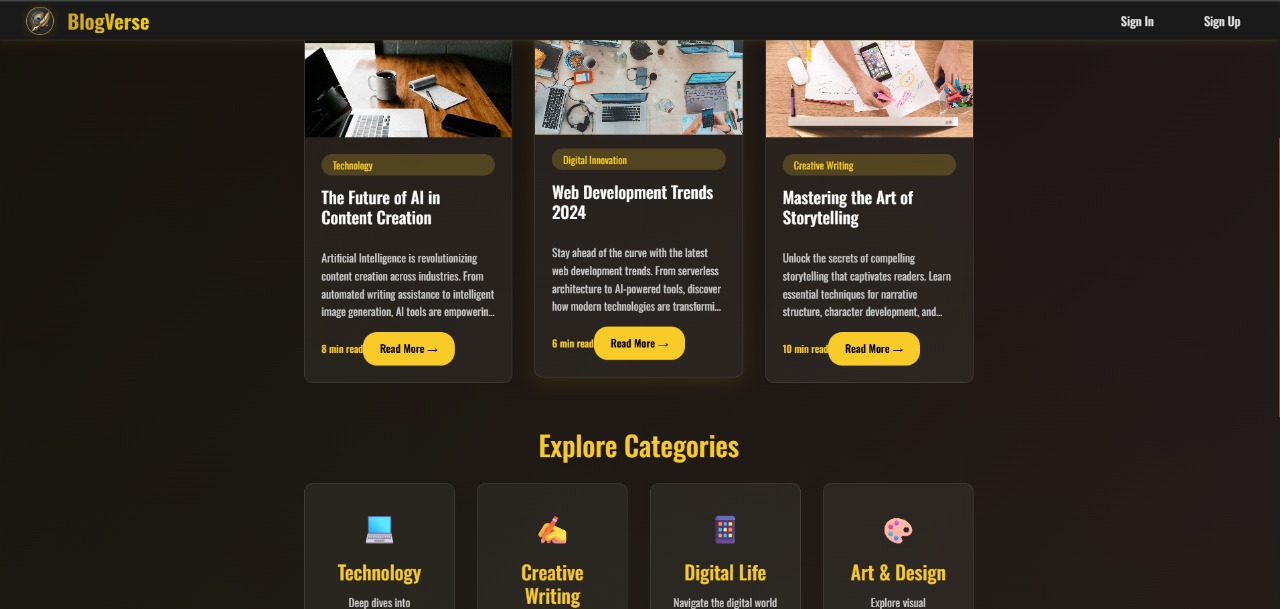 BlogVerse
Sign In
Sign Up
Technology
The Future of AI in
Content Creation
Artificial Intelligence is revolutionizing
content creation across industries. From
automated writing assistance to intelligent
image generation, AI tools are empowerin...
8 min read
Read More →
Digital Innovation
Web Development Trends
2024
Stay ahead of the curve with the latest
web development trends. From serverless
architecture to AI-powered tools, discover
how modern technologies are transformi...
6 min read
Read More →
Creative Writing
Mastering the Art of
Storytelling
Unlock the secrets of compelling
storytelling that captivates readers. Learn
essential techniques for narrative
structure, character development, and...
10 min read
Read More →
Explore Categories
Technology
Deep dives into
Creative
Writing
Digital Life
Navigate the digital world
Art & Design
Explore visual